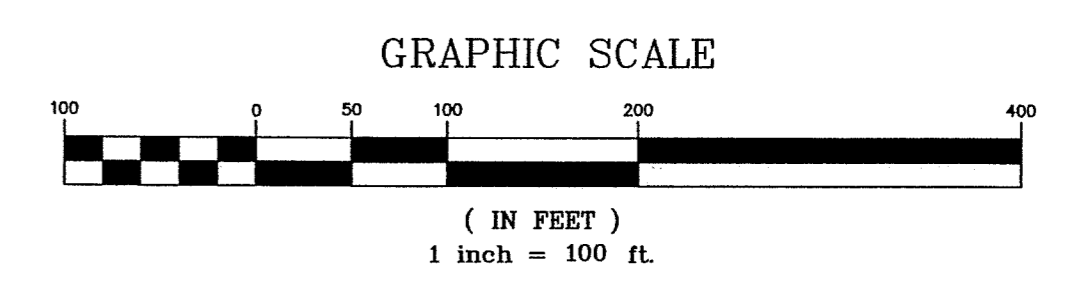 GRAPHIC SCALE
100 0 50 100 200 400
( IN FEET )
1 inch = 100 ft.